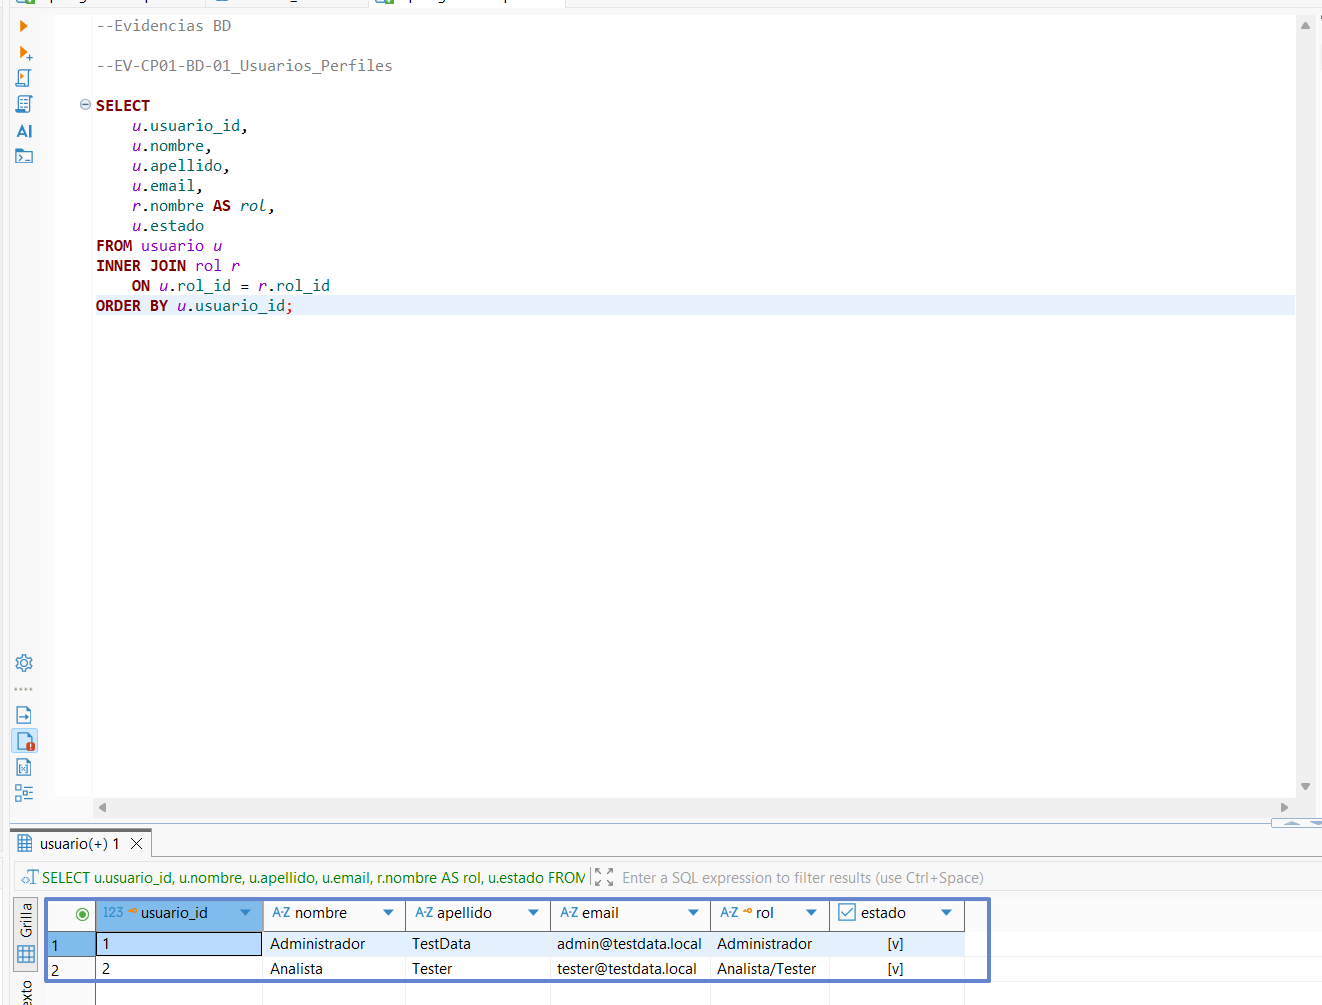 --Evidencias BD
--EV-CP01-BD-01_Usuarios_Perfiles
SELECT
u.usuario_id,
u.nombre,
u.apellido,
u.email,
r.nombre AS rol,
u.estado
FROM usuario u
INNER JOIN rol r
ON u.rol_id = r.rol_id
ORDER BY u.usuario_id;
AI
usuario(+) 1
SELECT u.usuario_id, u.nombre, u.apellido, u.email, r.nombre AS rol, u.estado FROM
Enter a SQL expression to filter results (use Ctrl+Space)
Grilla
123 usuario_id A-Z nombre A-Z apellido A-Z email A-Z rol estado
1 1 Administrador TestData admin@testdata.local Administrador [v]
2 2 Analista Tester tester@testdata.local Analista/Tester [v]